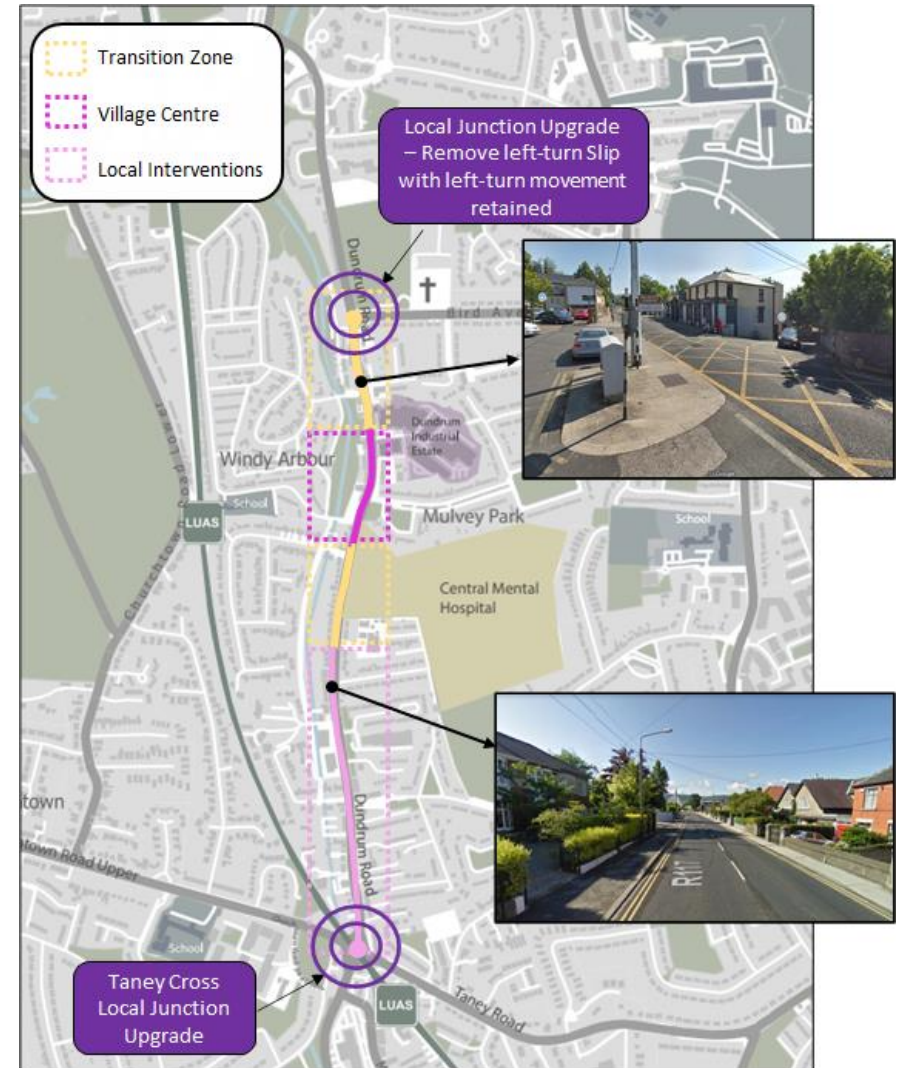 Transition Zone
Village Centre
Local Interventions
Local Junction Upgrade
– Remove left-turn Slip
with left-turn movement
retained
Dundrum Road
Bird Ave
Dundrum
Industrial
Estate
Windy Arbour
School
LUAS
Mulvey Park
School
Churchtown Road Lower
Central Mental
Hospital
R117
Dundrum Road
town
ntown Road Upper
School
Taney Cross
Local Junction
Upgrade
LUAS
Taney Road